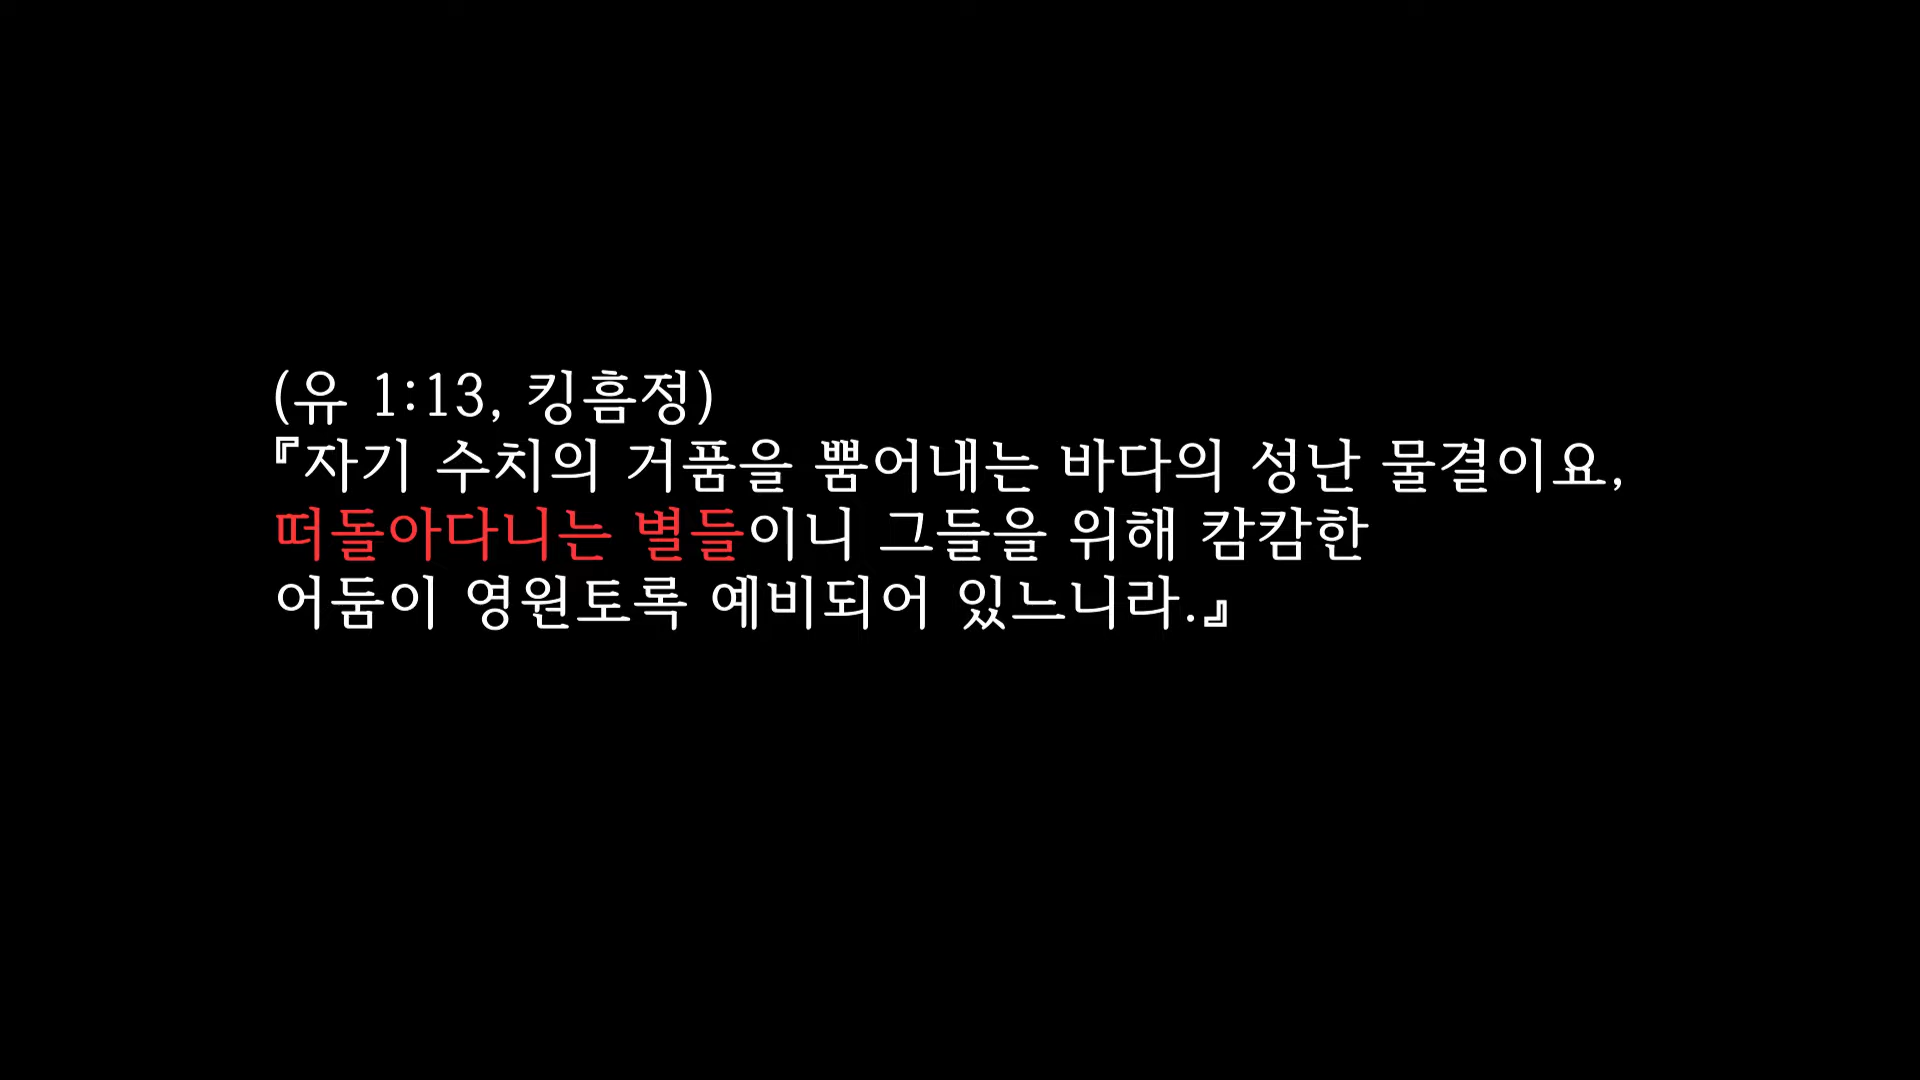 (유 1:13, 킹흠정)
『자기 수치의 거품을 뿜어내는 바다의 성난 물결이요,
떠돌아다니는 별들이니 그들을 위해 캄캄한
어둠이 영원토록 예비되어 있느니라.』